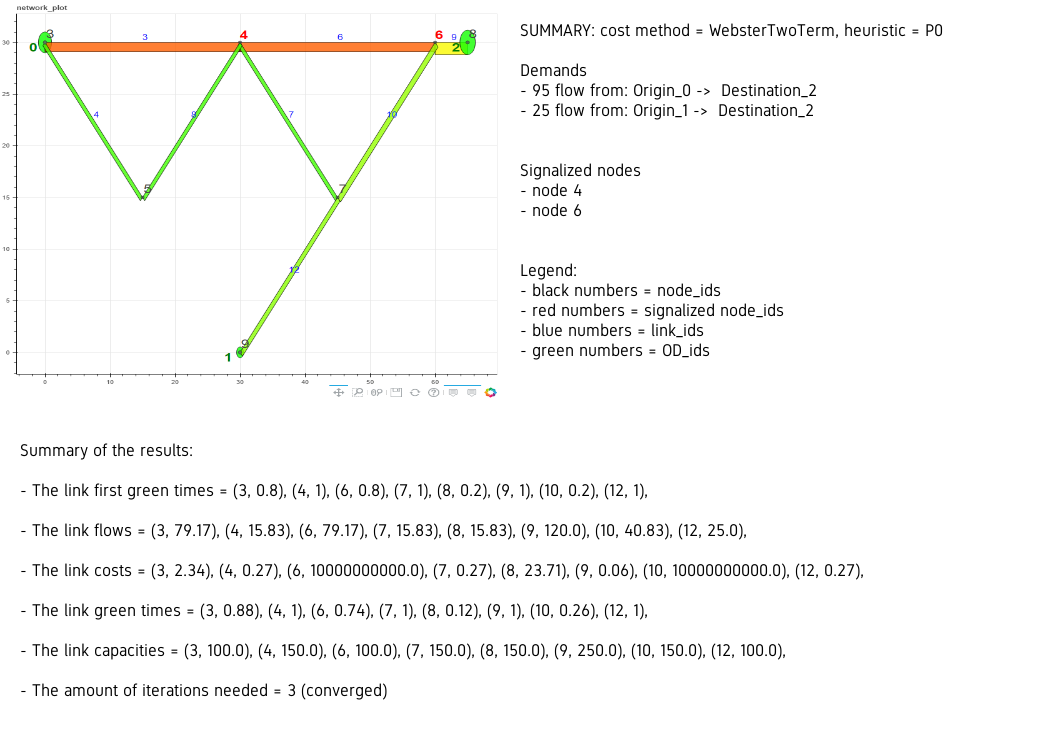 network_plot
3
8
0
3
4
6
6
9
2
30
25
4
8
7
10
20
5
7
15
10
12
5
9
1
0
0
10
20
30
40
50
60
SUMMARY: cost method = WebsterTwoTerm, heuristic = P0
Demands
- 95 flow from: Origin_0 -> Destination_2
- 25 flow from: Origin_1 -> Destination_2
Signalized nodes
- node 4
- node 6
Legend:
- black numbers = node_ids
- red numbers = signalized node_ids
- blue numbers = link_ids
- green numbers = OD_ids
Summary of the results:
- The link first green times = (3, 0.8), (4, 1), (6, 0.8), (7, 1), (8, 0.2), (9, 1), (10, 0.2), (12, 1),
- The link flows = (3, 79.17), (4, 15.83), (6, 79.17), (7, 15.83), (8, 15.83), (9, 120.0), (10, 40.83), (12, 25.0),
- The link costs = (3, 2.34), (4, 0.27), (6, 10000000000.0), (7, 0.27), (8, 23.71), (9, 0.06), (10, 10000000000.0), (12, 0.27),
- The link green times = (3, 0.88), (4, 1), (6, 0.74), (7, 1), (8, 0.12), (9, 1), (10, 0.26), (12, 1),
- The link capacities = (3, 100.0), (4, 150.0), (6, 100.0), (7, 150.0), (8, 150.0), (9, 250.0), (10, 150.0), (12, 100.0),
- The amount of iterations needed = 3 (converged)